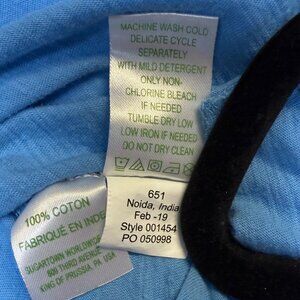 MACHINE WASH COLD
DELICATE CYCLE
SEPARATELY
WITH MILD DETERGENT
ONLY NON-
CHLORINE BLEACH
IF NEEDED
TUMBLE DRY LOW
LOW IRON IF NEEDED
DO NOT DRY CLEAN
651
Noida, India
Feb -19
Style 001454
PO 050998
100% COTTON
FABRIQUÉ EN INDE
SUGARTOWN WORLDWIDE
800 THIRD AVENUE
KING OF PRUSSIA, PA USA